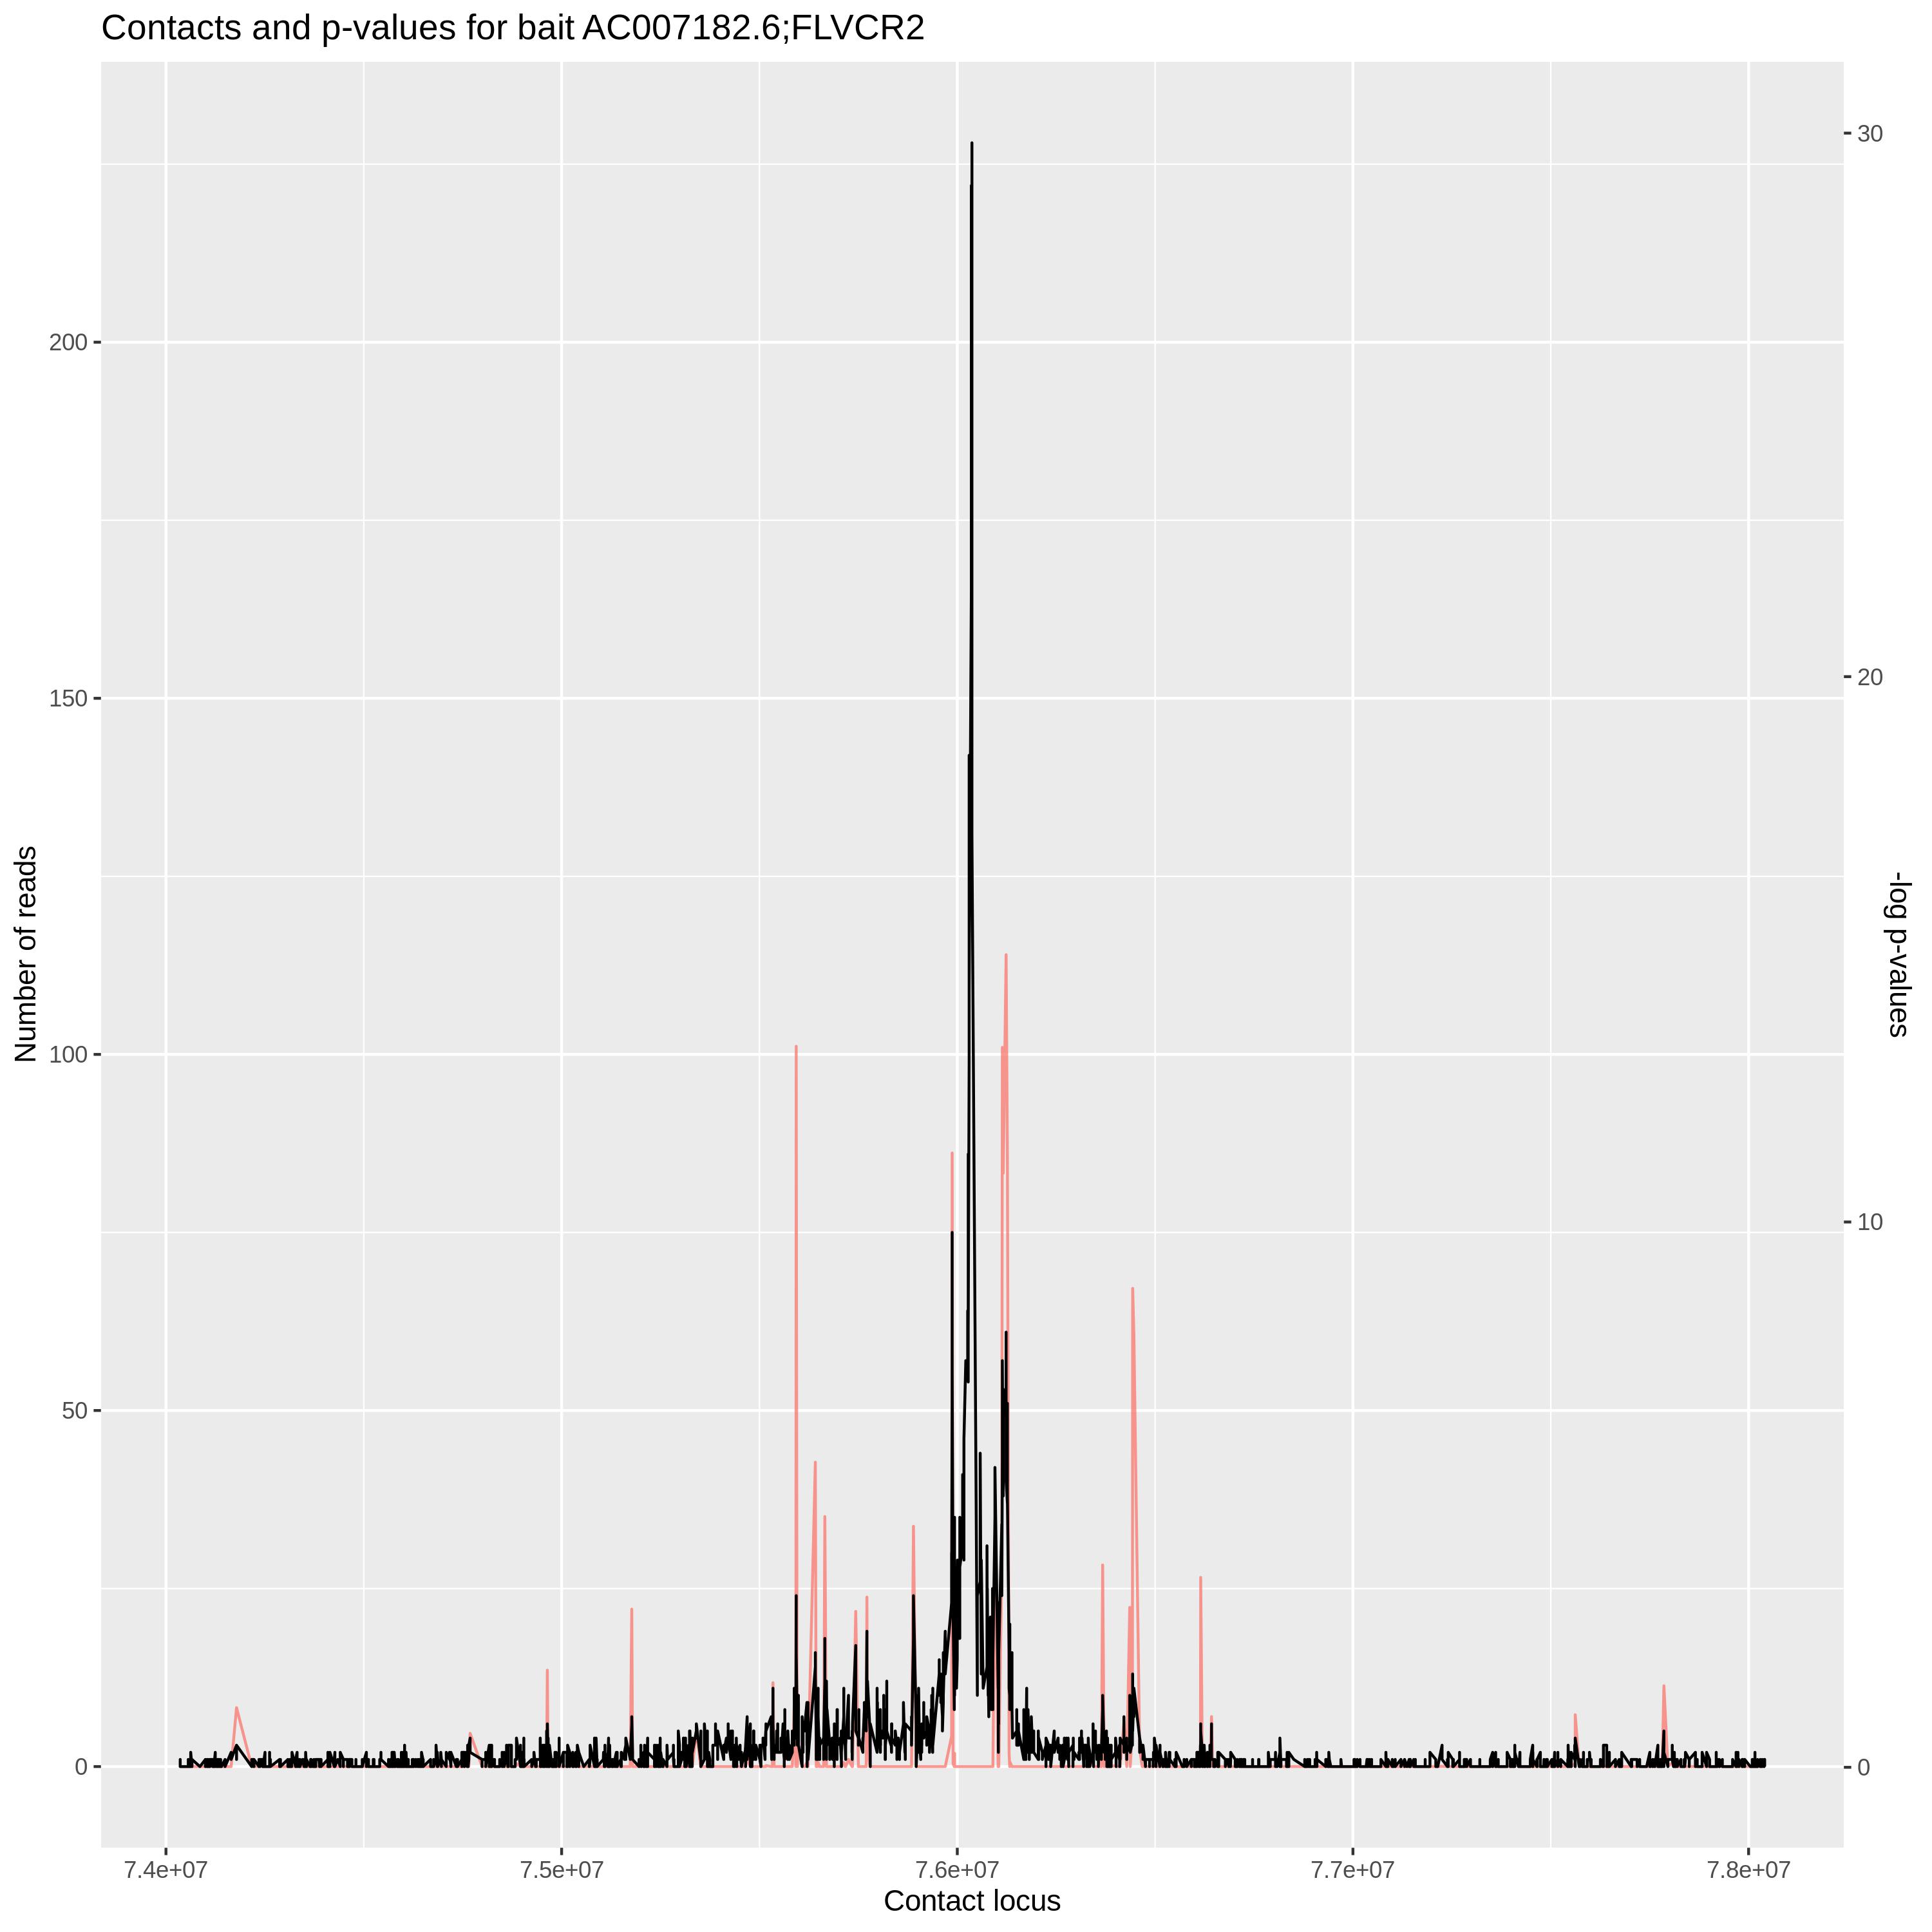 Contacts and p-values for bait AC007182.6;FLVCR2
30
200
20
150
Number of reads
-log p-values
100
10
50
0
0
7.4e+07
7.5e+07
7.6e+07
7.7e+07
7.8e+07
Contact locus